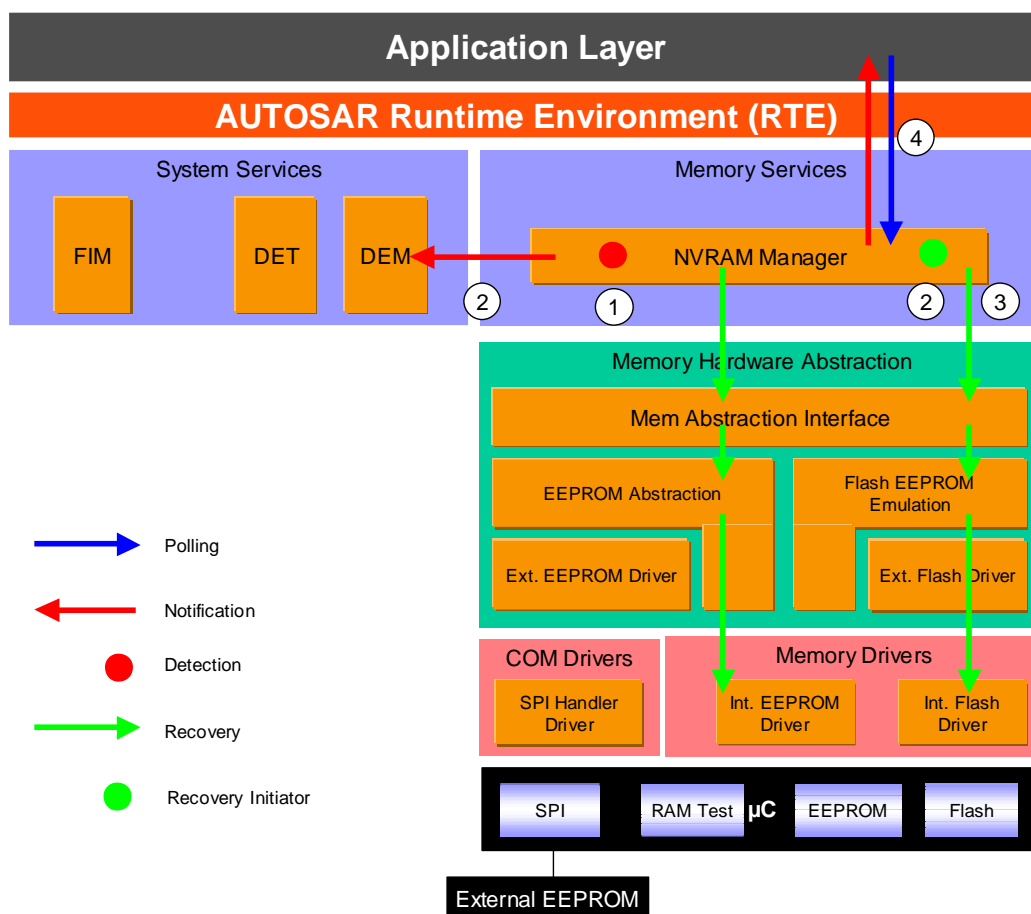 Application Layer
AUTOSAR Runtime Environment (RTE)
4
System Services
Memory Services
FIM
DET
DEM
NVRAM Manager
2
1
2
3
Memory Hardware Abstraction
Mem Abstraction Interface
EEPROM Abstraction
Flash EEPROM
Emulation
Ext. EEPROM Driver
Ext. Flash Driver
Polling
Notification
Detection
Recovery
Recovery Initiator
COM Drivers
Memory Drivers
SPI Handler
Driver
Int. EEPROM
Driver
Int. Flash
Driver
SPI
RAM Test
µC
EEPROM
Flash
External EEPROM